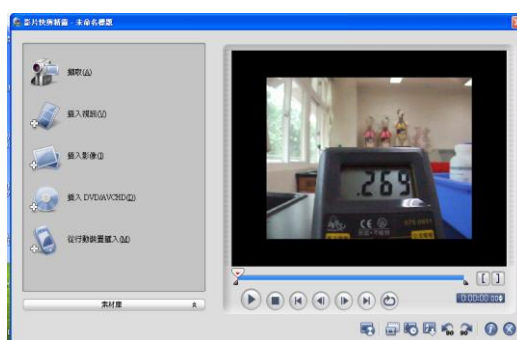 影片快剪精靈 - 未命名標題
擷取(A)
插入視訊(V)
插入影像(I)
插入 DVD/AVCHD(D)
從行動裝置匯入(M)
素材庫
.269
CE
0:00:00:00